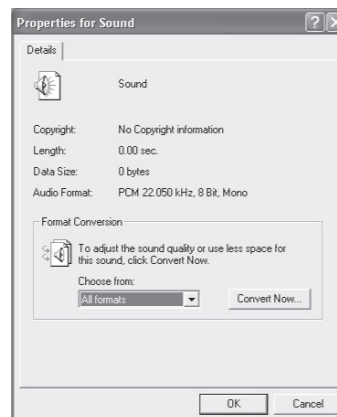 Properties for Sound
Details
Sound
Copyright: No Copyright information
Length: 0.00 sec.
Data Size: 0 bytes
Audio Format: PCM 22.050 kHz, 8 Bit, Mono
Format Conversion
To adjust the sound quality or use less space for
this sound, click Convert Now.
Choose from:
All formats Convert Now...
OK Cancel